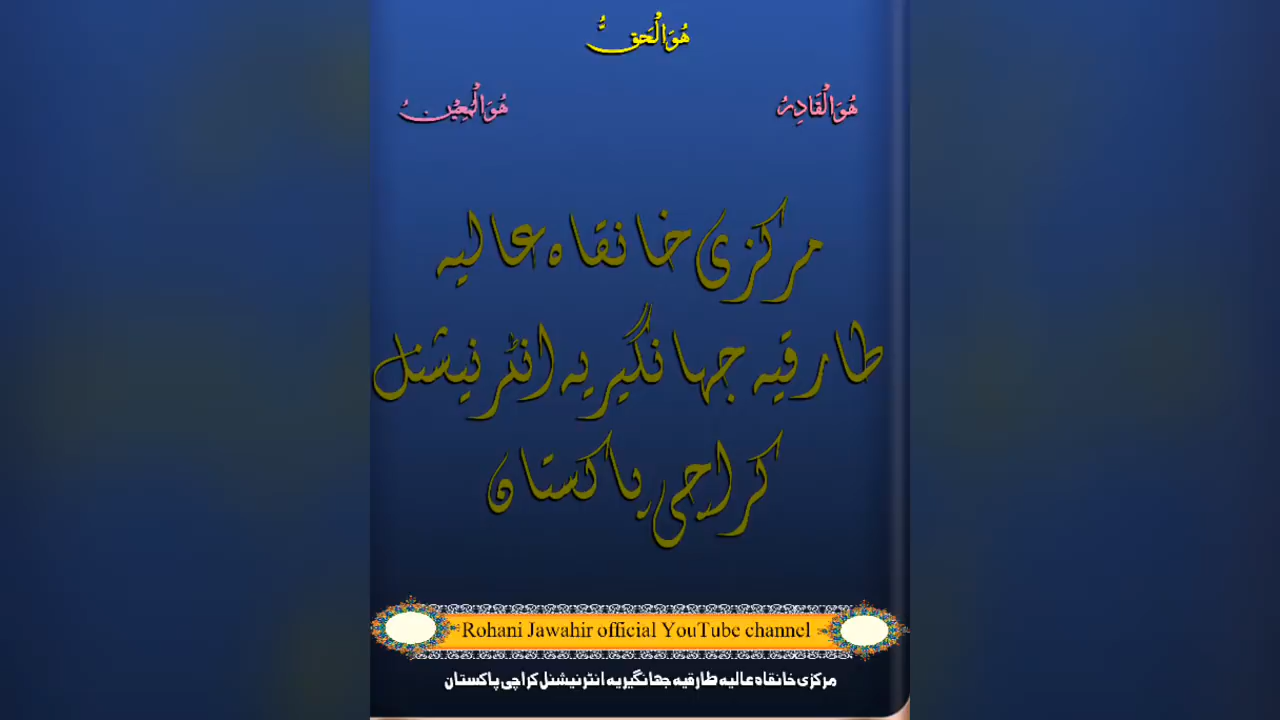 هُوَ الْحَقُّ
هُوَ الْقَادِرُ
هُوَ الْمُعِيْنُ
مرکزی خانقاہ عالیہ
طارقیہ جہانگیریہ انٹرنیشنل
کراچی پاکستان
Rohani Jawahir official YouTube channel
مرکزی خانقاہ عالیہ طارقیہ جہانگیریہ انٹرنیشنل کراچی پاکستان